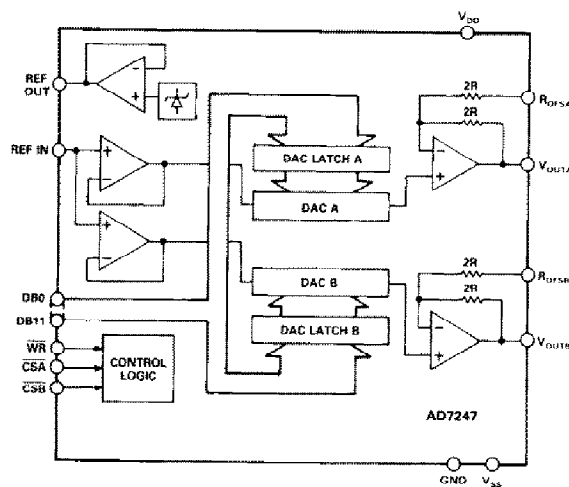 VDD
REF
OUT
2R
ROFSA
2R
REF IN
DAC LATCH A
VOUTA
DAC A
DAC B
2R
ROFSB
2R
DB0
DB11
DAC LATCH B
WR
CSA
CSB
CONTROL
LOGIC
VOUTB
AD7247
GND
VSS